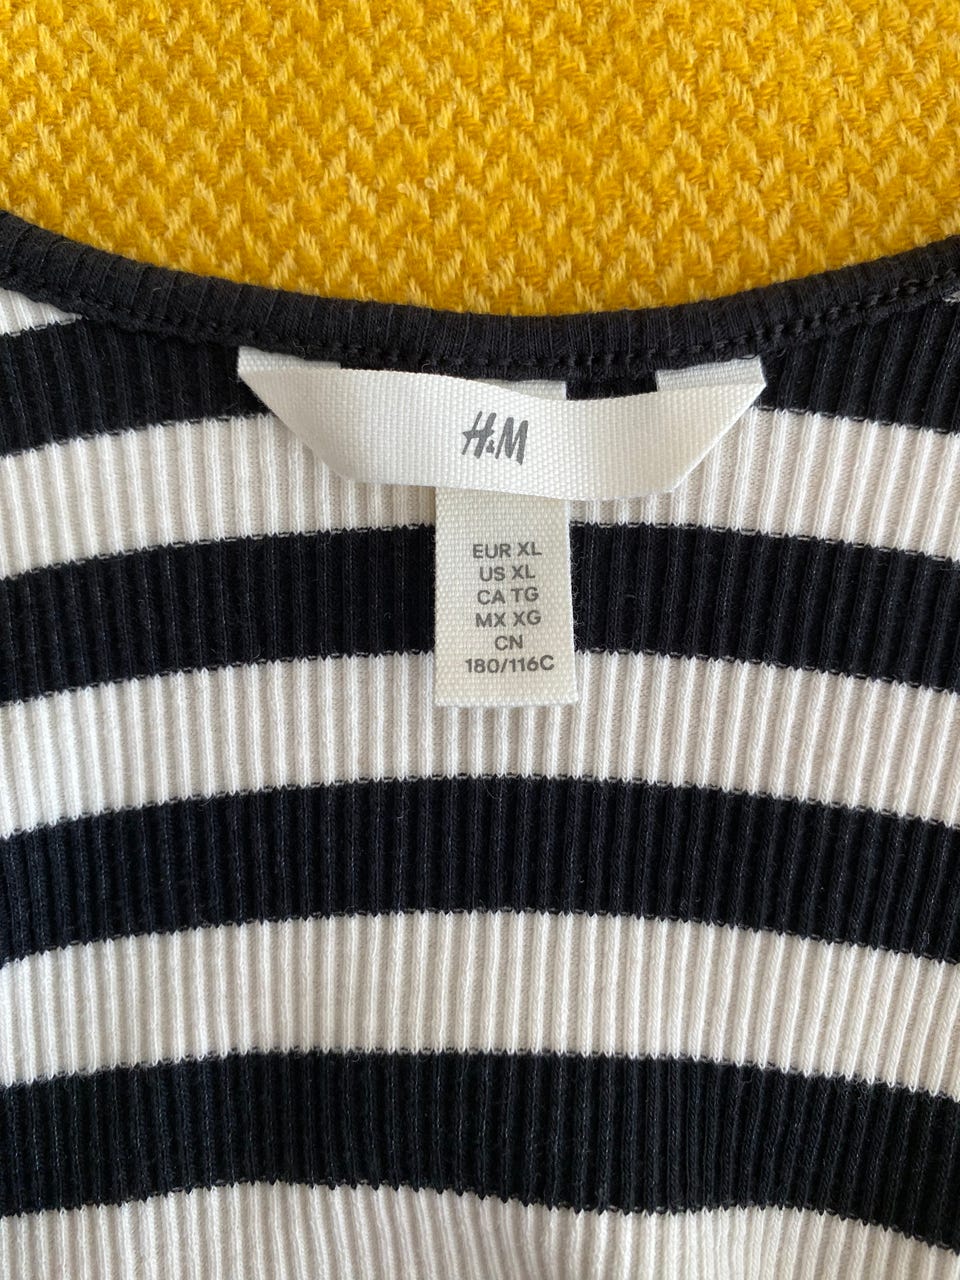 H&M
EUR XL
US XL
CA TG
MX XG
CN
180/116C